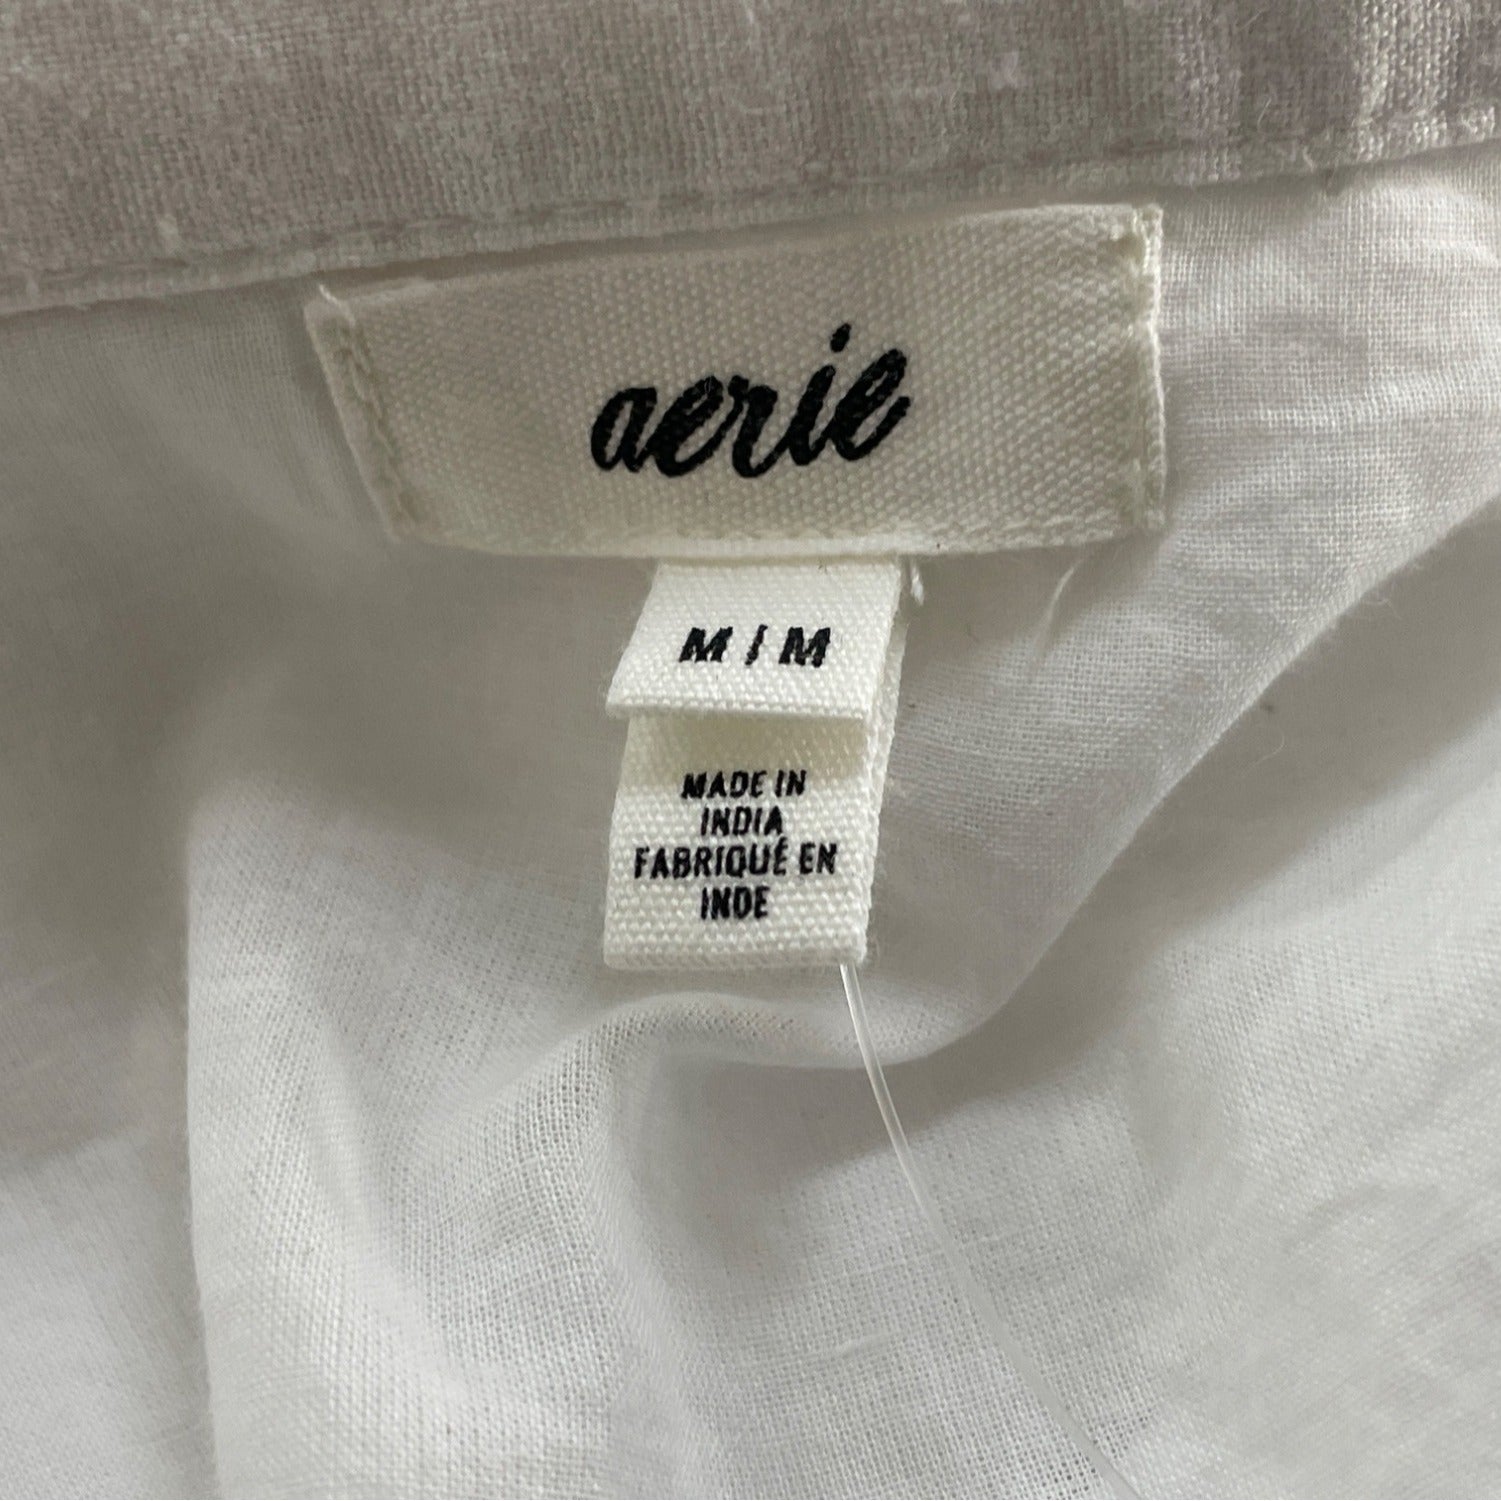 aerie
M / M
MADE IN
INDIA
FABRIQUÉ EN
INDE